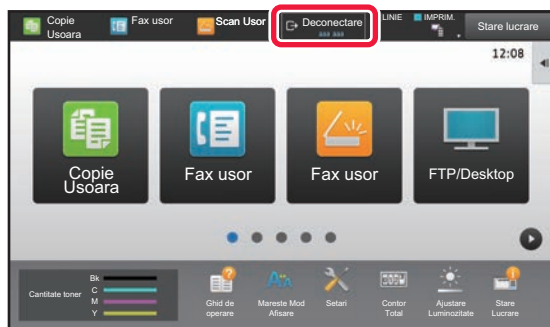 Copie
Usoara
Fax usor
Scan Usor
Deconectare
LINIE
IMPRIM.
Stare lucrare
12:08
Copie
Usoara
Fax usor
Fax usor
FTP/Desktop
Cantitate toner
Bk
C
M
Y
Ghid de
operare
Mareste Mod
Afisare
Setari
Contor
Total
Ajustare
Luminozitate
Stare
Lucrare